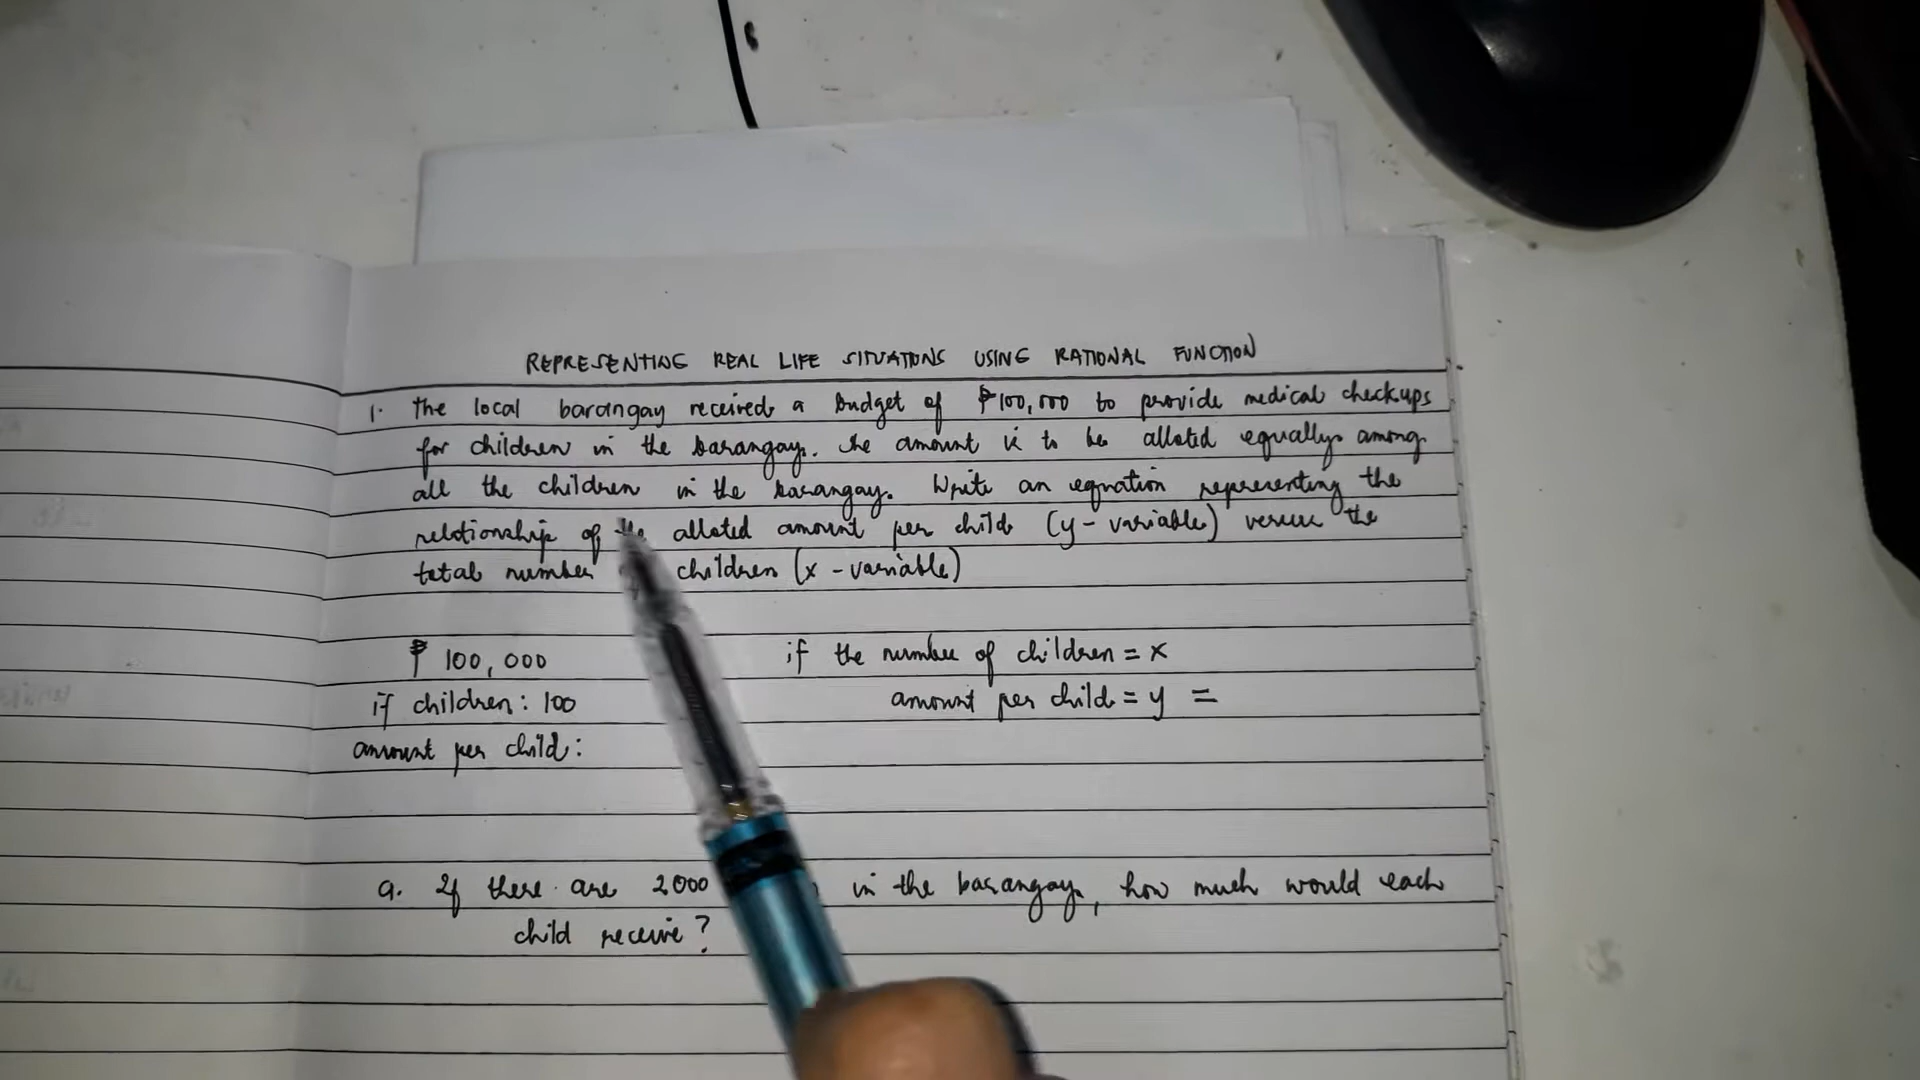 REPRESENTING REAL LIFE SITUATIONS USING RATIONAL FUNCTION
1. The local barangay received a budget of ₱100,000 to provide medical checkups
for children in the barangay. The amount is to be alloted equally among
all the children in the barangay. Write an equation representing the
relationship of the alloted amount per child (y - variable) versus the
total number children (x - variable)
₱ 100,000
if children: 100
amount per child:
if the number of children = x
amount per child = y =
a. If there are 2000 in the barangay, how much would each
child receive?